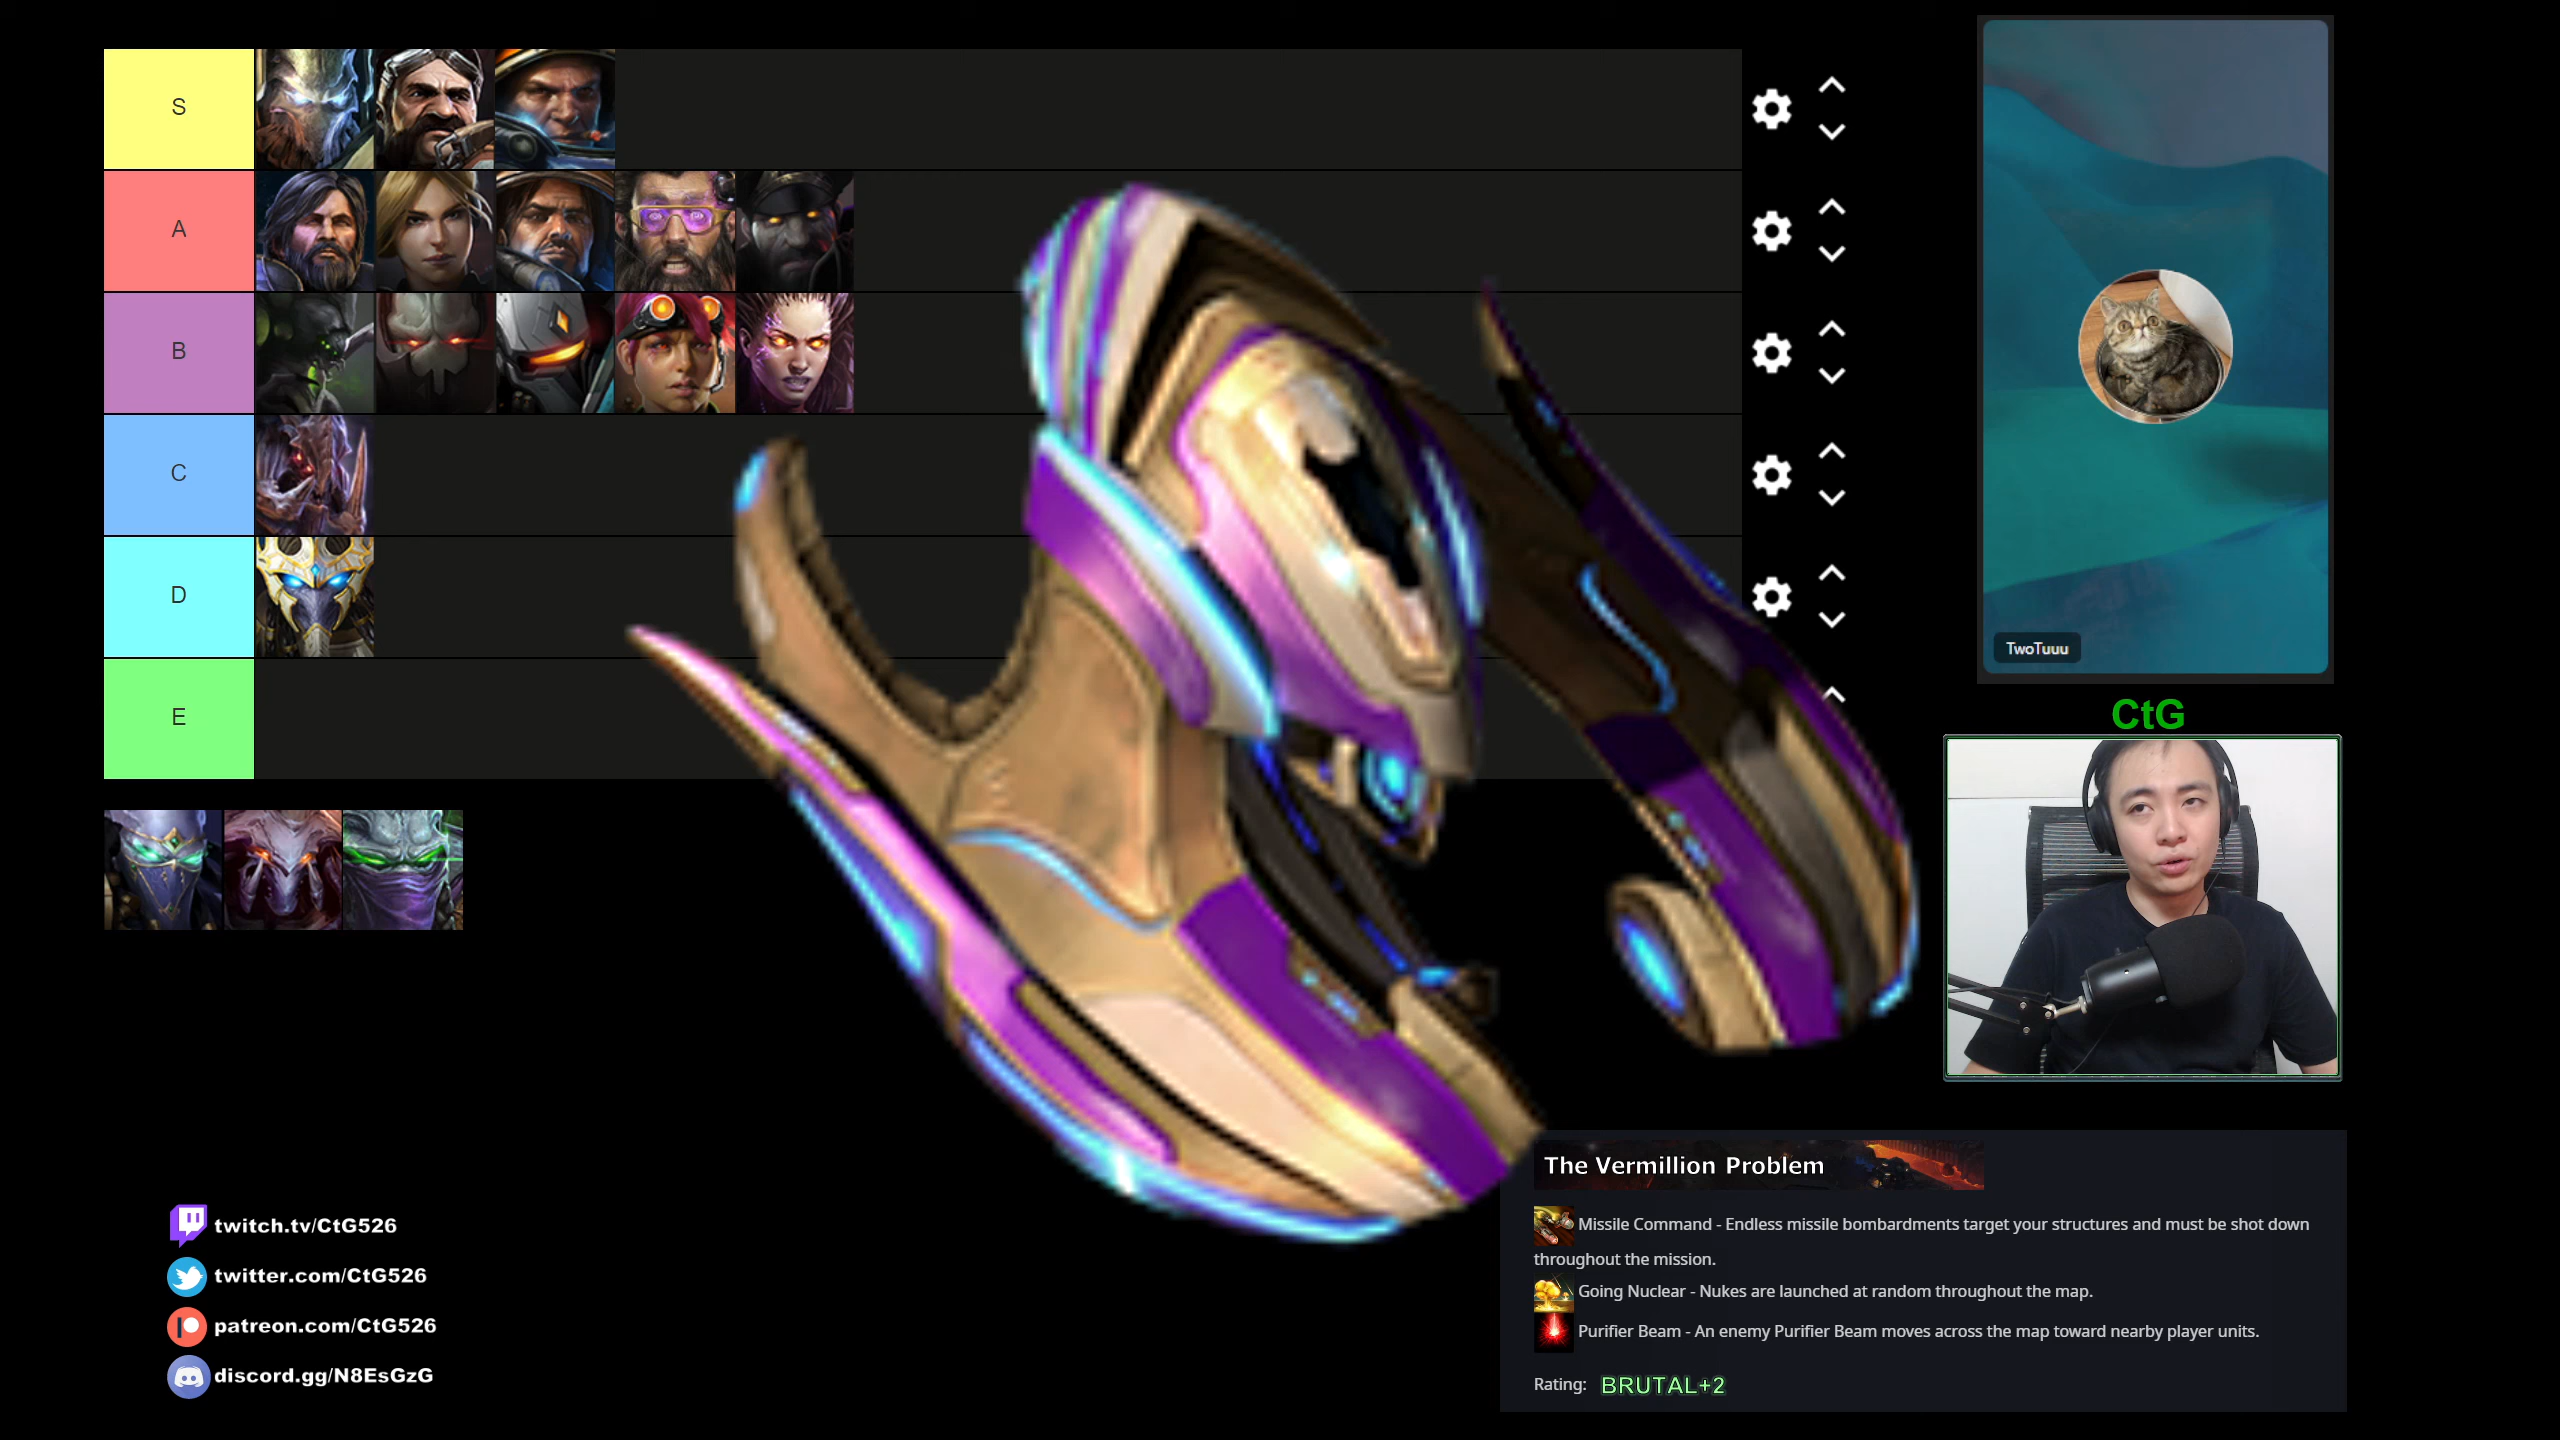 S
A
B
C
D
E
TwoTuuu
CtG
The Vermillion Problem
Missile Command - Endless missile bombardments target your structures and must be shot down
throughout the mission.
Going Nuclear - Nukes are launched at random throughout the map.
Purifier Beam - An enemy Purifier Beam moves across the map toward nearby player units.
Rating: BRUTAL+2
twitch.tv/CtG526
twitter.com/CtG526
patreon.com/CtG526
discord.gg/N8EsGzG